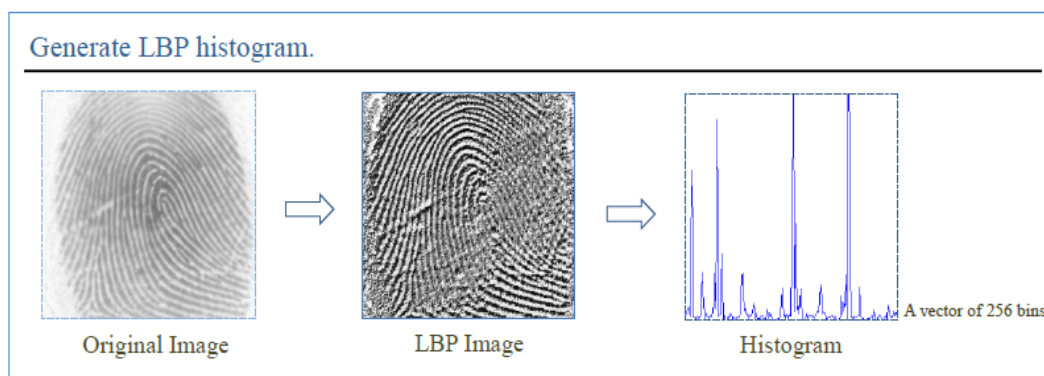 Generate LBP histogram.
A vector of 256 bins
Original Image
LBP Image
Histogram